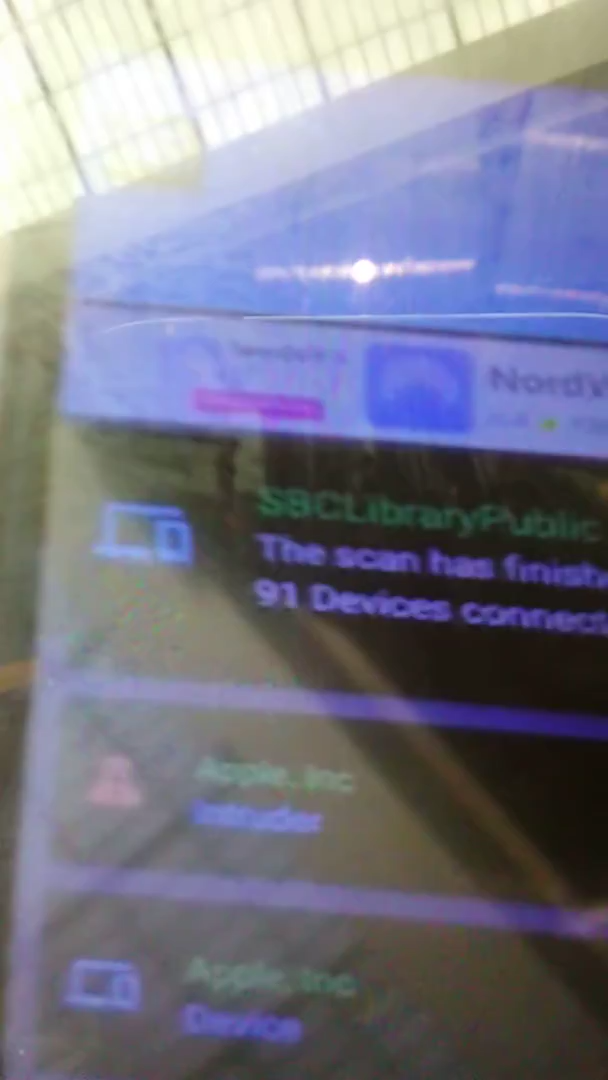 NordV
SBCLibraryPublic
The scan has finish
91 Devices connect
Apple, Inc
Intruder
Apple, Inc
Device